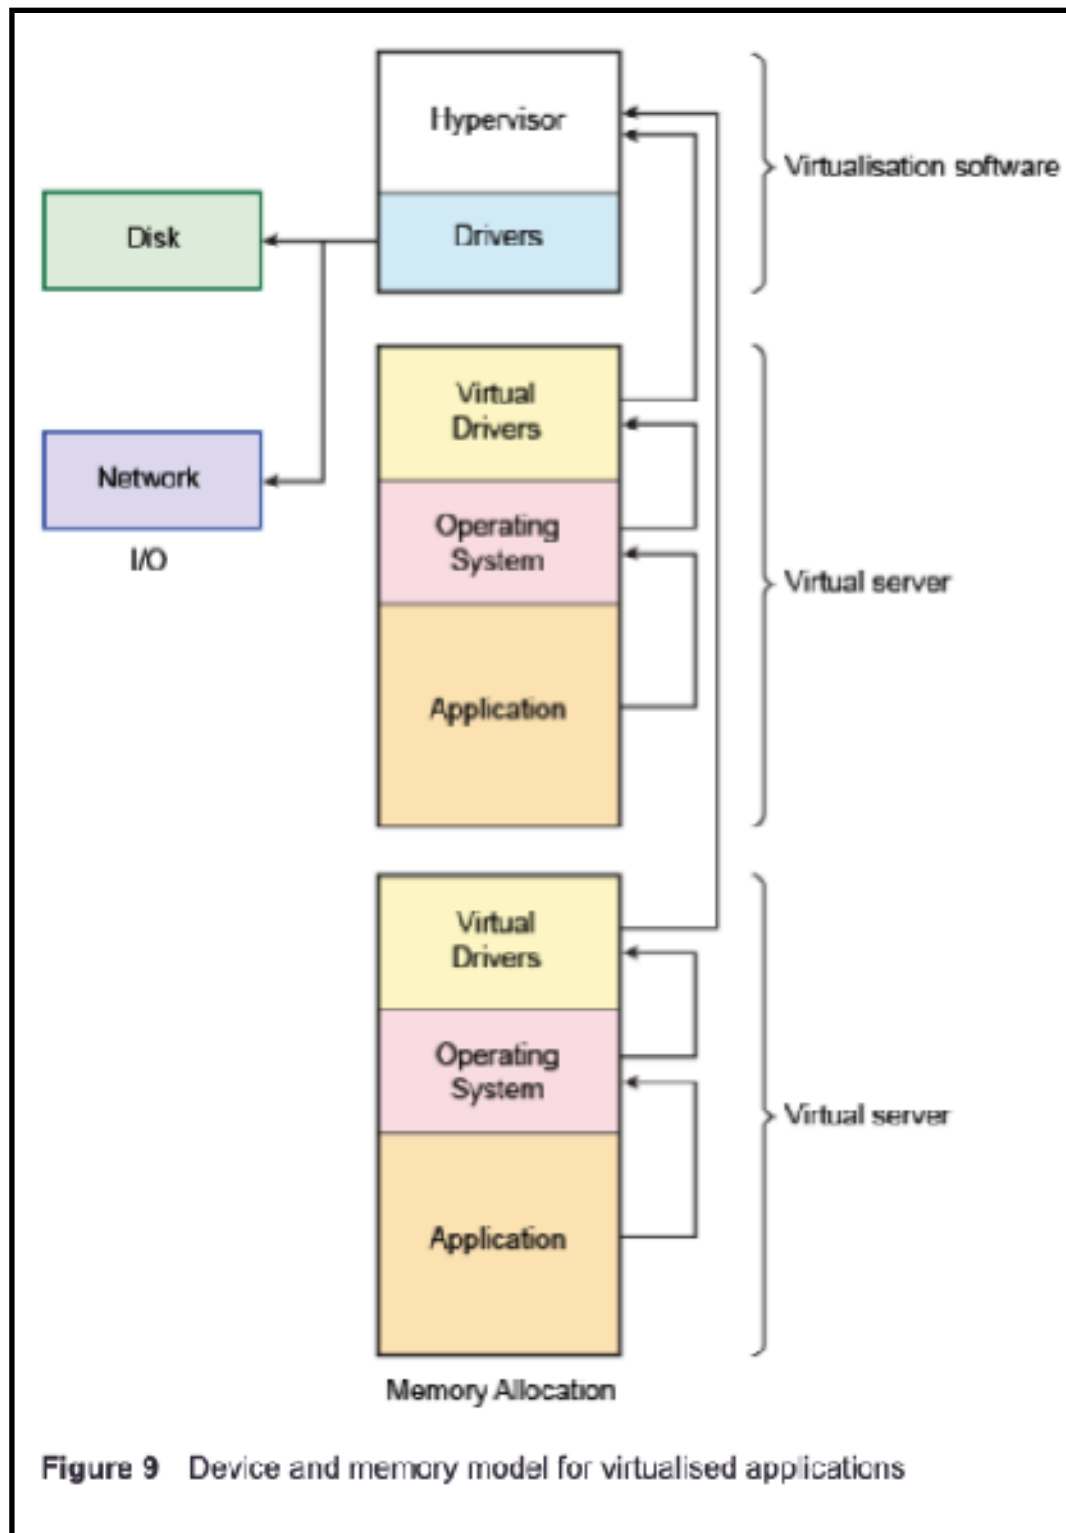 Hypervisor
Virtualisation software
Disk
Drivers
Virtual
Drivers
Network
Operating
System
I/O
Virtual server
Application
Virtual
Drivers
Operating
System
Virtual server
Application
Memory Allocation
Figure 9 Device and memory model for virtualised applications